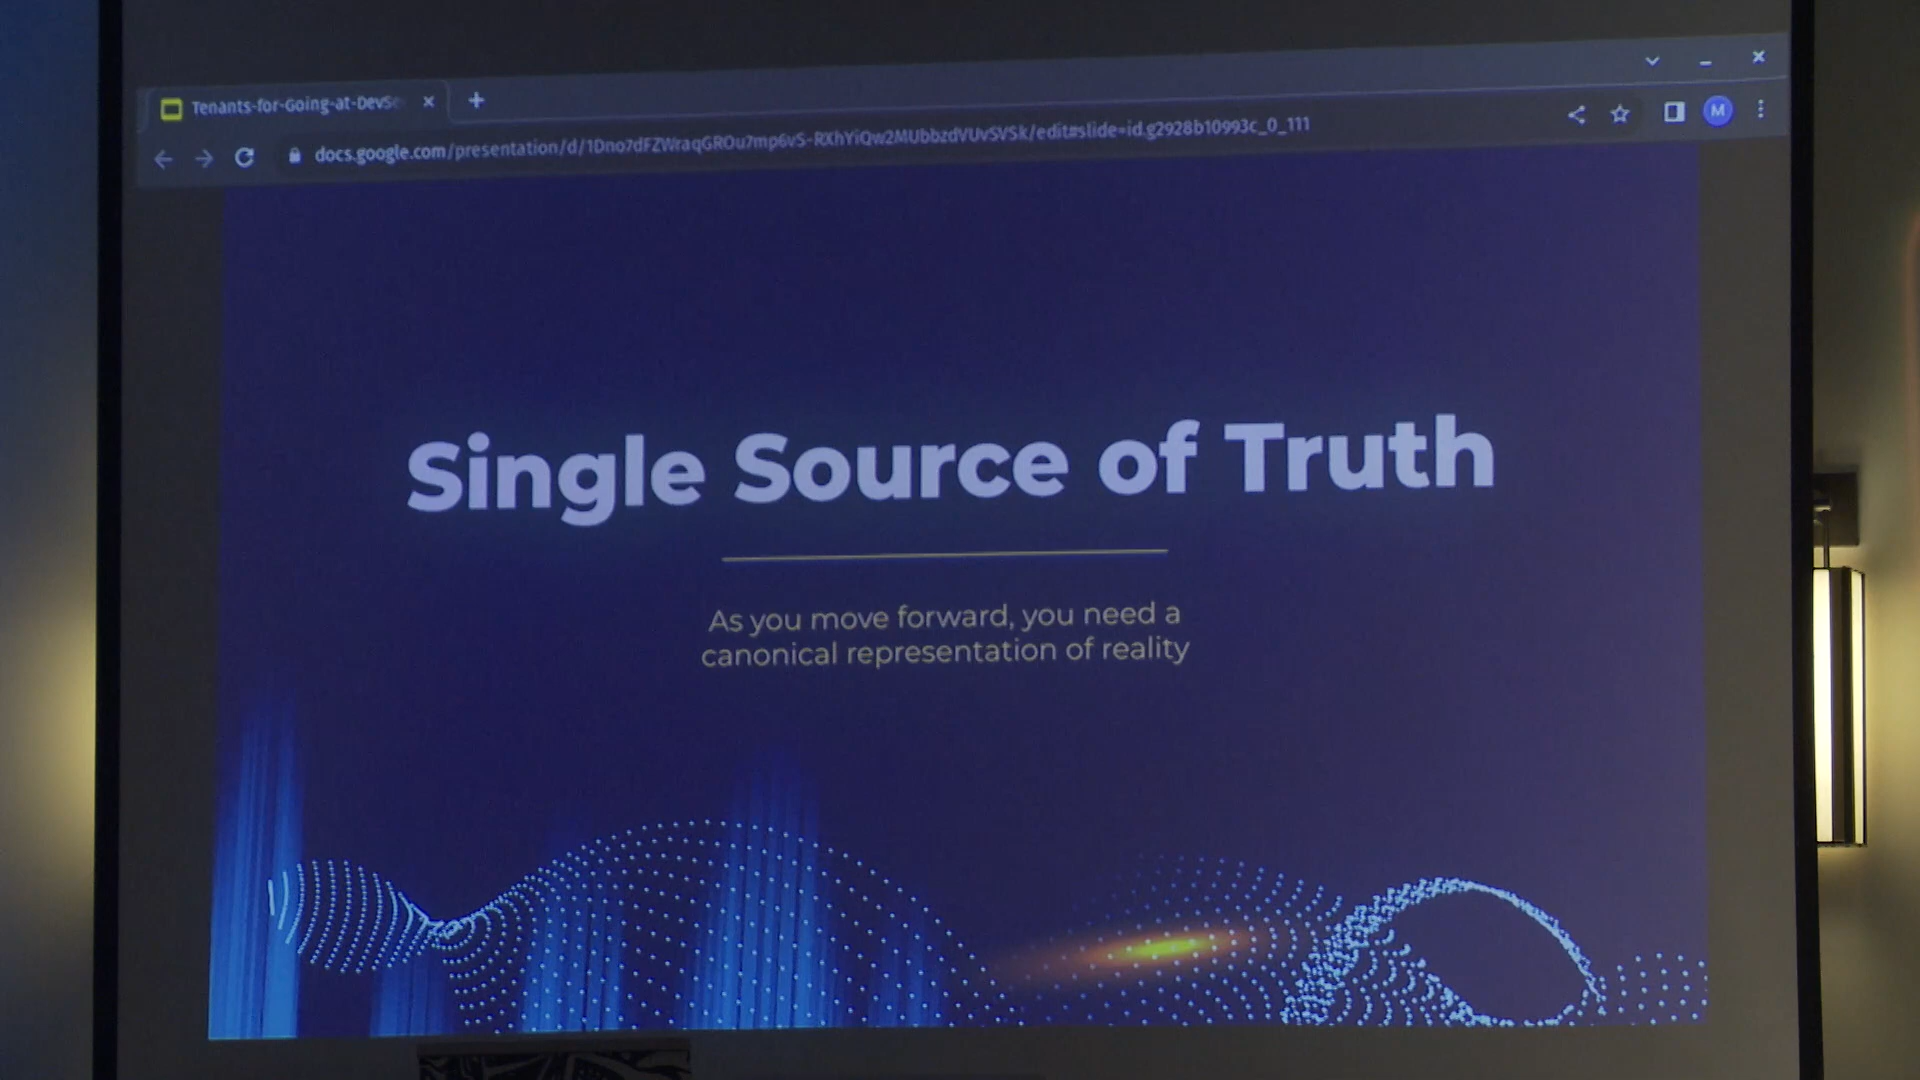 Tenants-for-Going-at-DevSe
docs.google.com/presentation/d/1Dno7dFZWraqGROu7mp6vS-RXhYiQw2MUbbzdVUvSVSk/edit#slide=id.g2928b10993c_0_111
M
Single Source of Truth
As you move forward, you need a
canonical representation of reality